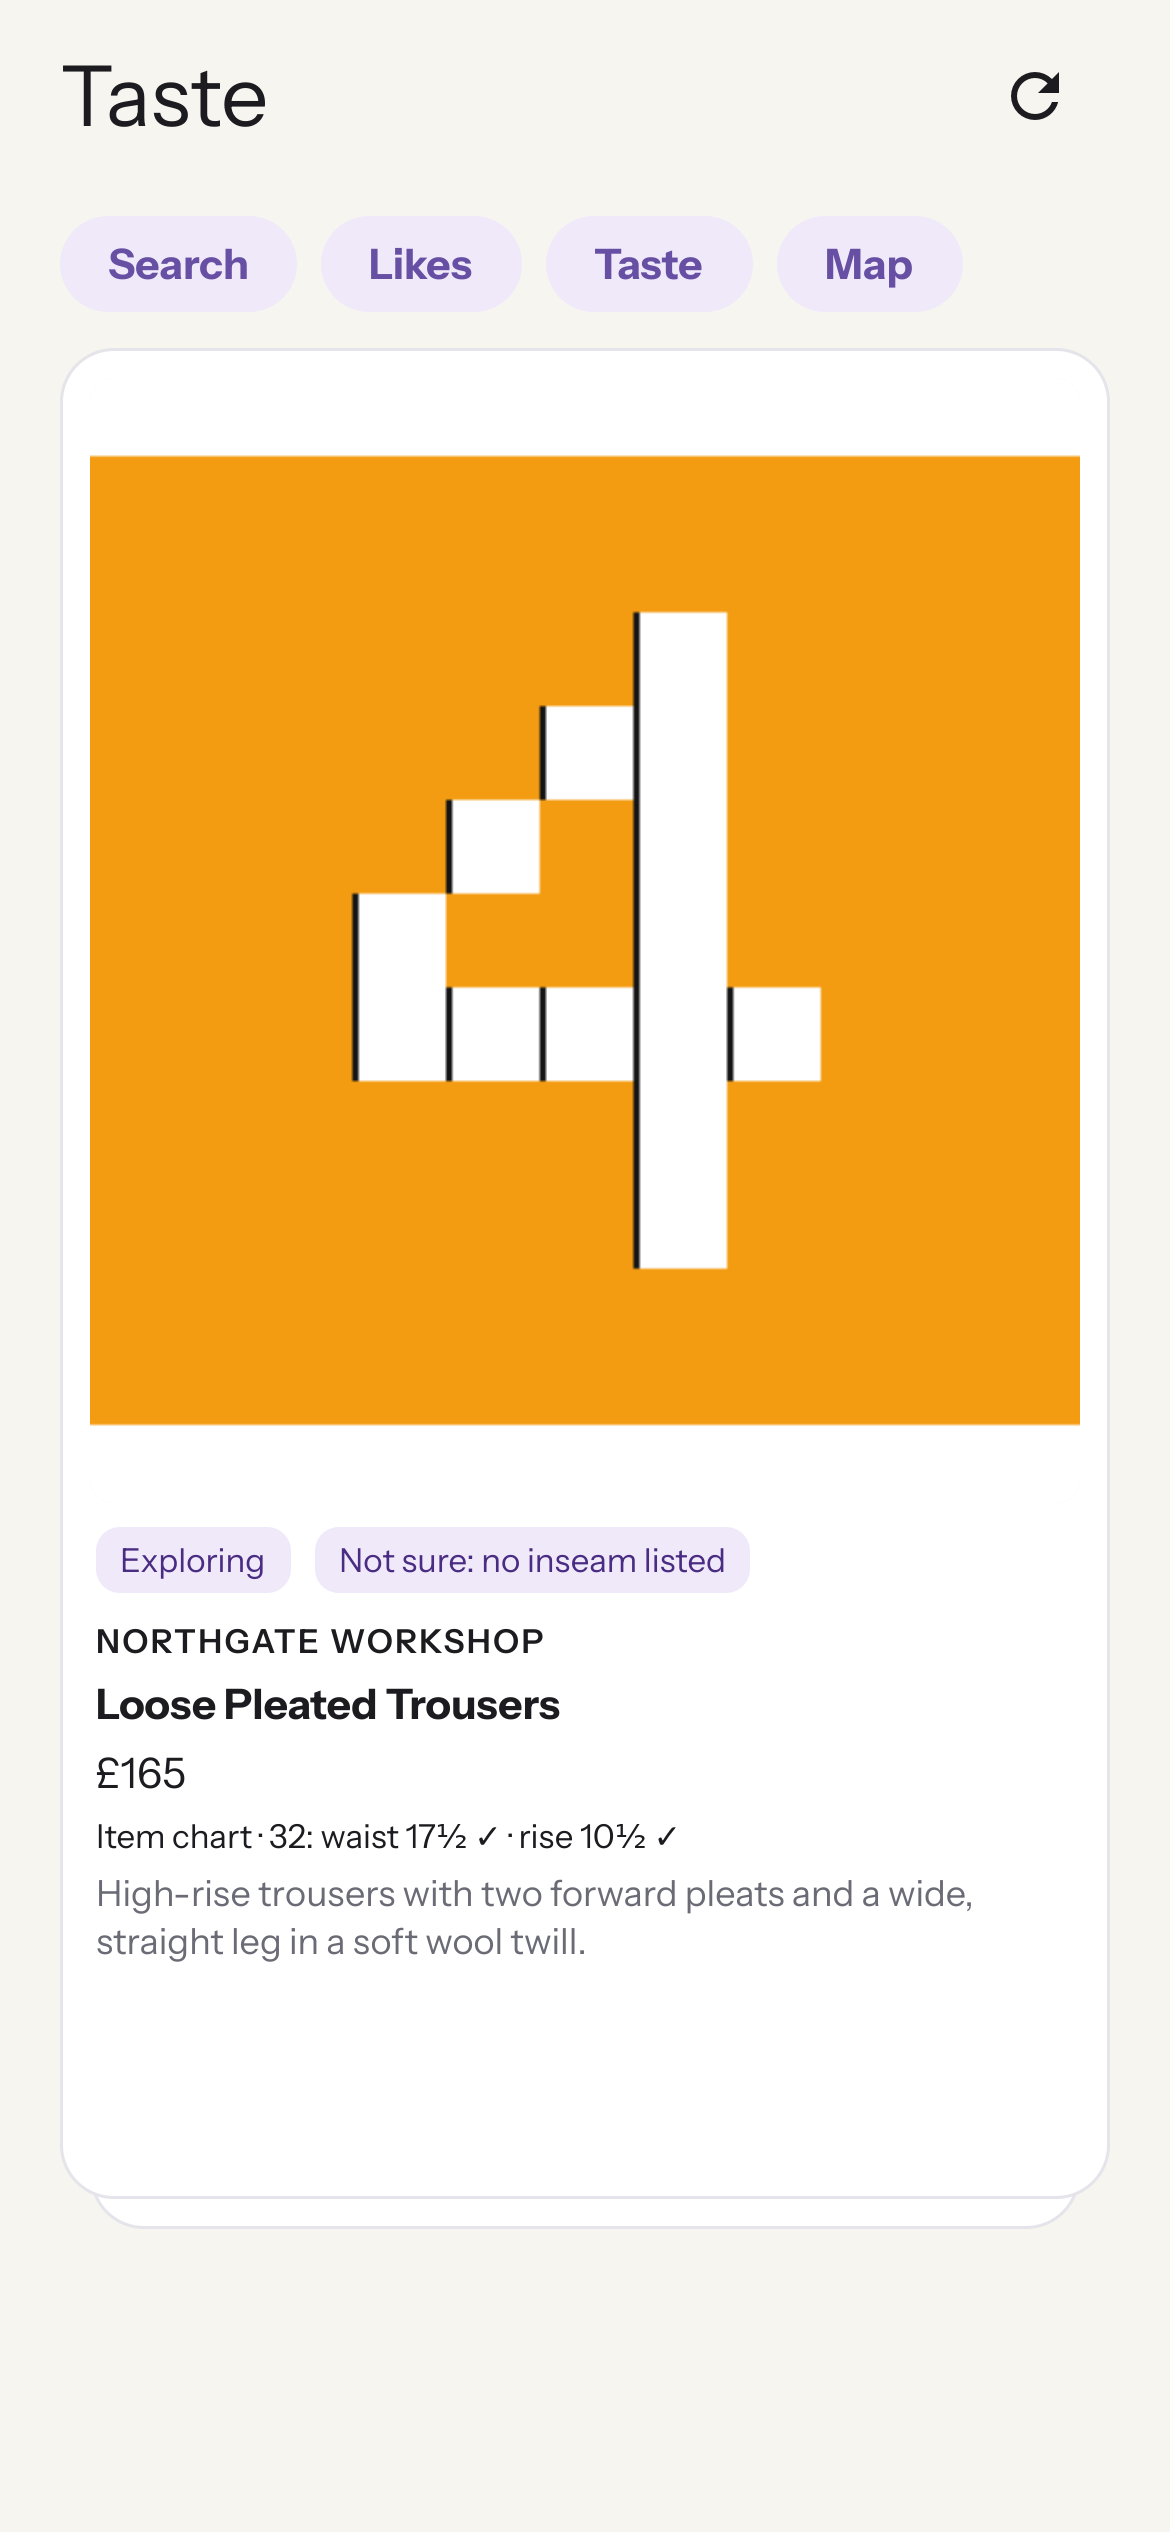 Taste
Search
Likes
Taste
Map
4
Exploring
Not sure: no inseam listed
NORTHGATE WORKSHOP
Loose Pleated Trousers
£165
Item chart · 32: waist 17½ ✓ · rise 10½ ✓
High-rise trousers with two forward pleats and a wide,
straight leg in a soft wool twill.